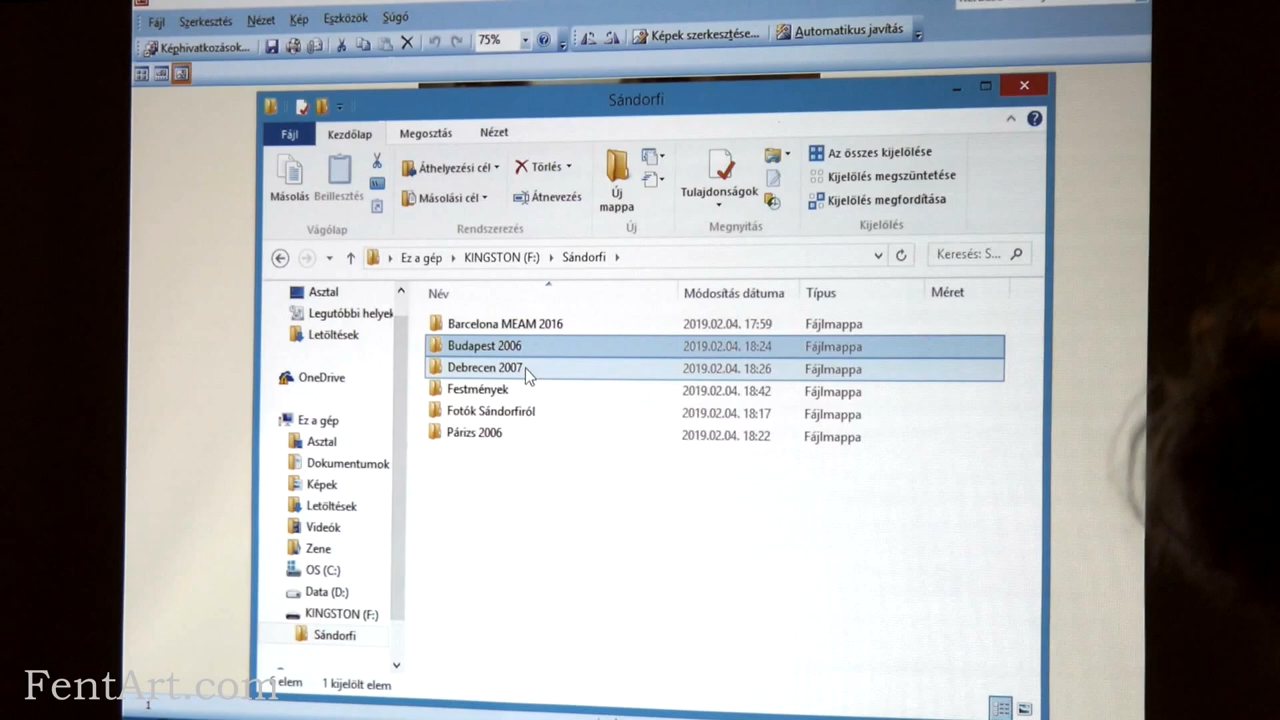 Fájl Szerkesztés Nézet Kép Eszközök Súgó
Képhivatkozások... 75% Képek szerkesztése... Automatikus javítás
Sándorfi
Fájl Kezdőlap Megosztás Nézet
Másolás Beillesztés Áthelyezési cél Másolási cél Törlés Átnevezés Új mappa Tulajdonságok Az összes kijelölése
Kijelölés megszüntetése
Kijelölés megfordítása
Vágólap Rendszerezés Új Megnyitás Kijelölés
Ez a gép KINGSTON (F:) Sándorfi Keresés: S...
Név Módosítás dátuma Típus Méret
Barcelona MEAM 2016 2019.02.04. 17:59 Fájlmappa
Budapest 2006 2019.02.04. 18:24 Fájlmappa
Debrecen 2007 2019.02.04. 18:26 Fájlmappa
Festmények 2019.02.04. 18:42 Fájlmappa
Fotók Sándorfiról 2019.02.04. 18:17 Fájlmappa
Párizs 2006 2019.02.04. 18:22 Fájlmappa
Asztal
Legutóbbi helyek
Letöltések
OneDrive
Ez a gép
Asztal
Dokumentumok
Képek
Letöltések
Videók
Zene
OS (C:)
Data (D:)
KINGSTON (F:)
Sándorfi
elem 1 kijelölt elem
FentArt.com
1